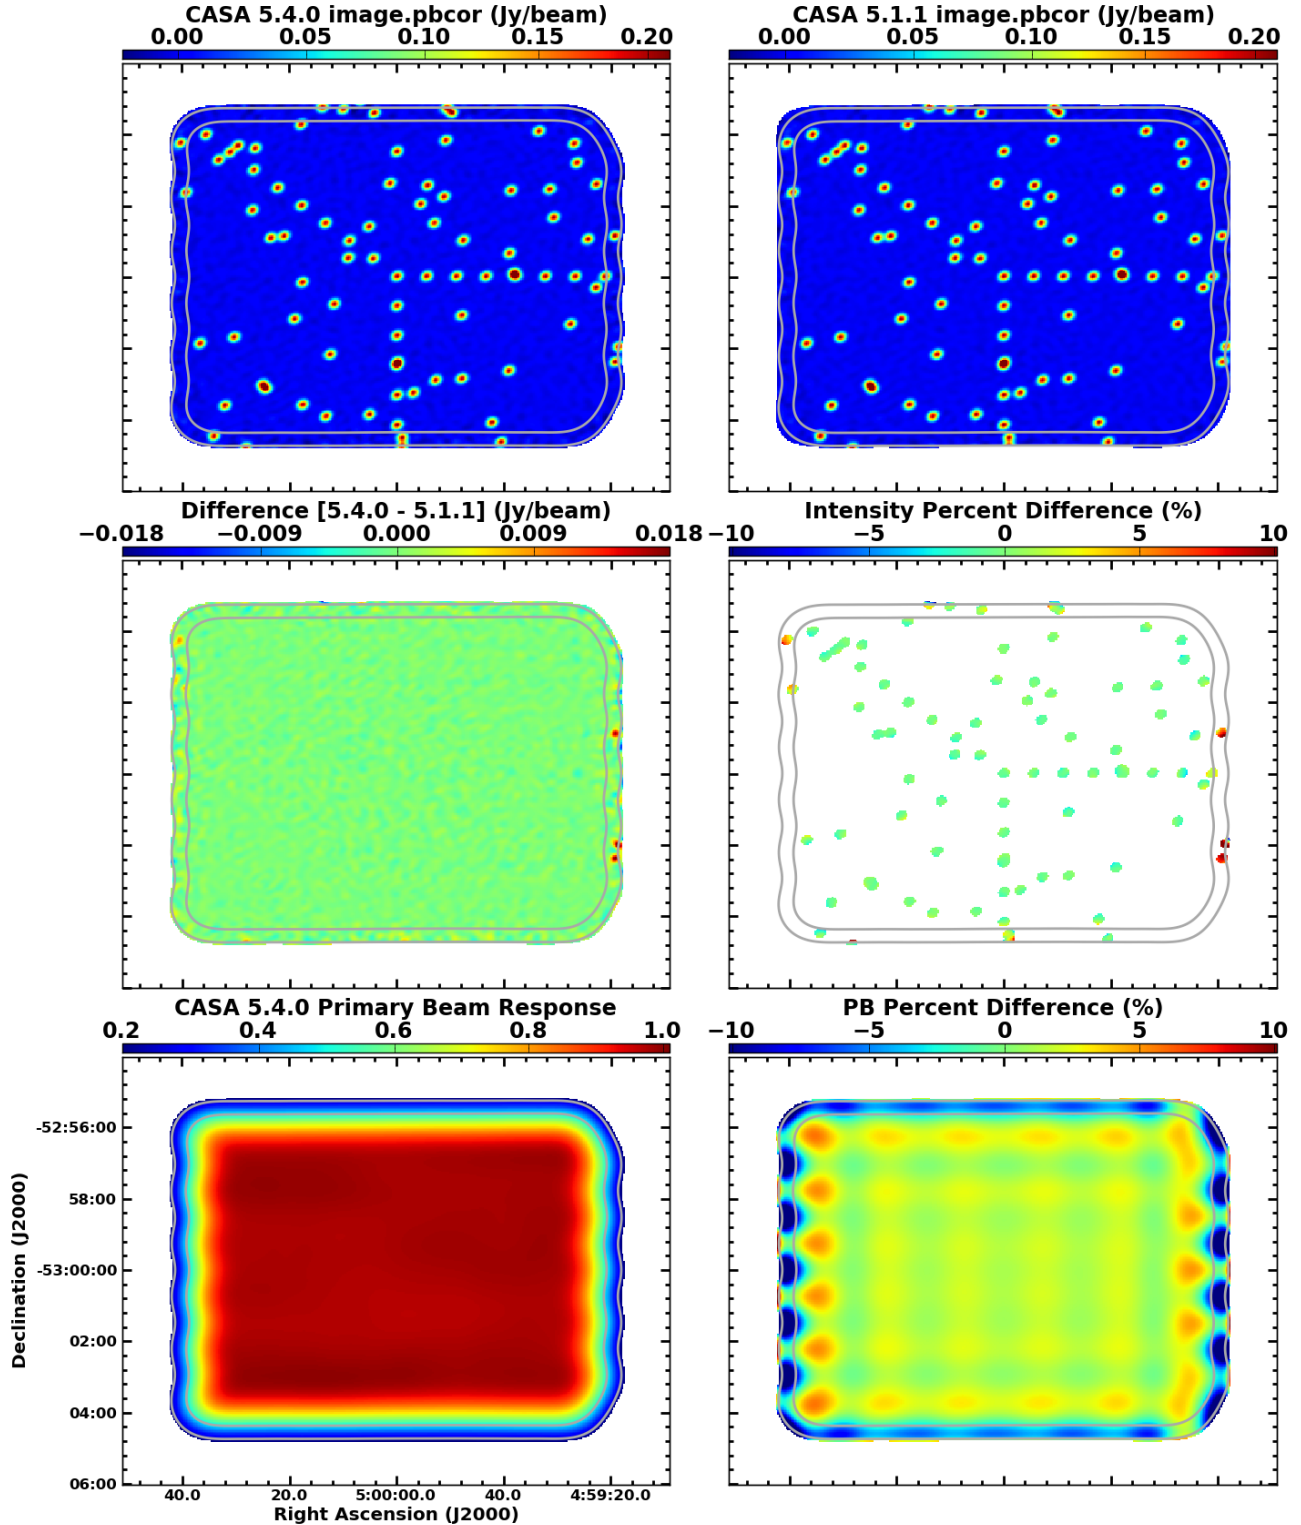 CASA 5.4.0 image.pbcor (Jy/beam)
0.00 0.05 0.10 0.15 0.20
CASA 5.1.1 image.pbcor (Jy/beam)
0.00 0.05 0.10 0.15 0.20
Difference [5.4.0 - 5.1.1] (Jy/beam)
−0.018 −0.009 0.000 0.009 0.018
Intensity Percent Difference (%)
−10 −5 0 5 10
CASA 5.4.0 Primary Beam Response
0.2 0.4 0.6 0.8 1.0
PB Percent Difference (%)
−10 −5 0 5 10
Declination (J2000)
-52:56:00
58:00
-53:00:00
02:00
04:00
06:00
40.0 20.0 5:00:00.0 40.0 4:59:20.0
Right Ascension (J2000)